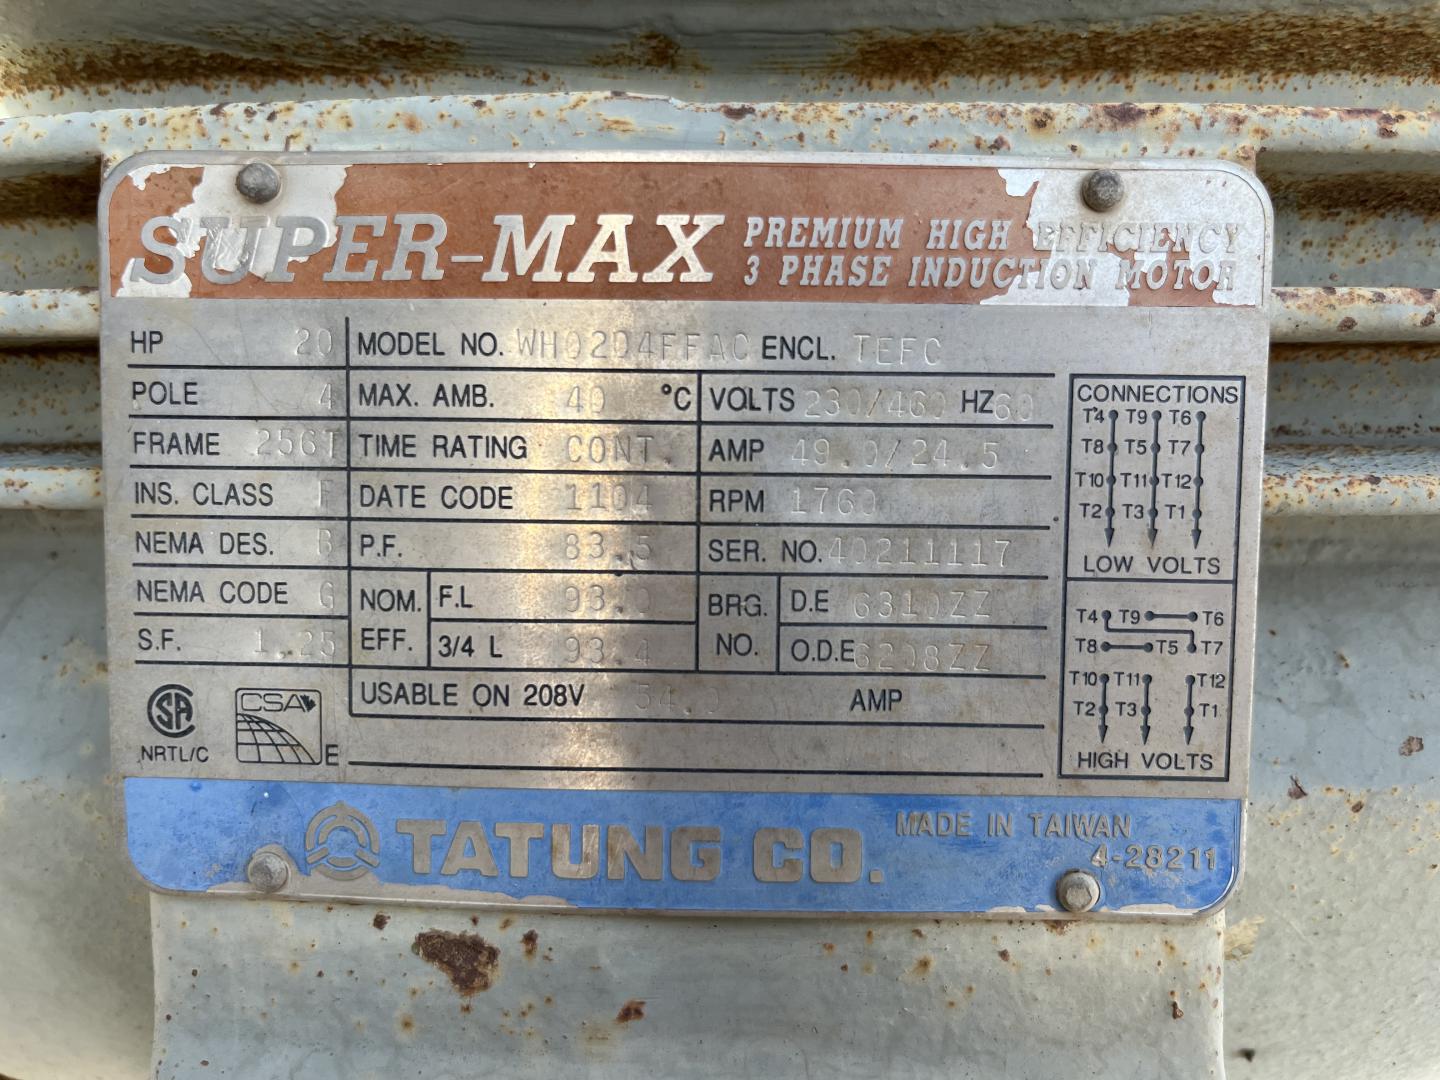 SUPER-MAX PREMIUM HIGH EFFICIENCY
3 PHASE INDUCTION MOTOR
HP 20 MODEL NO. WH0204FFAC ENCL. TEFC
POLE 4 MAX. AMB. 40 °C VOLTS 230/460 HZ 60
FRAME 256T TIME RATING CONT. AMP 49.0/24.5
INS. CLASS F DATE CODE 1104 RPM 1760
NEMA DES. B P.F. 83.5 SER. NO. 40211117
NEMA CODE G NOM. EFF. F.L 93.0 BRG. NO. D.E 6310ZZ
S.F. 1.25 3/4 L 93.4 O.D.E 6208ZZ
USABLE ON 208V 54.0 AMP
SA
NRTL/C
CSA
E
CONNECTIONS
T4 T9 T6
T8 T5 T7
T10 T11 T12
T2 T3 T1
LOW VOLTS
T4 T9 T6
T8 T5 T7
T10 T11 T12
T2 T3 T1
HIGH VOLTS
TATUNG CO. MADE IN TAIWAN
4-28211